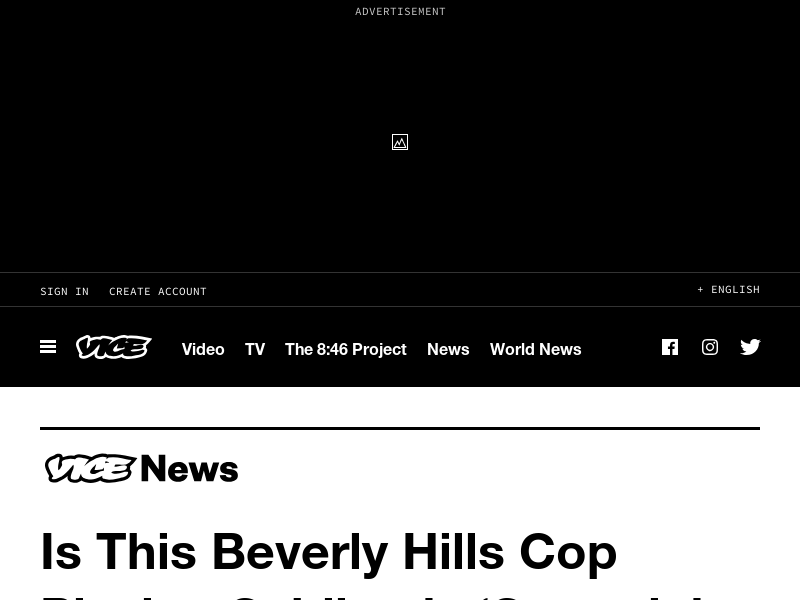 ADVERTISEMENT
SIGN IN CREATE ACCOUNT + ENGLISH
VICE Video TV The 8:46 Project News World News
VICE News
Is This Beverly Hills Cop